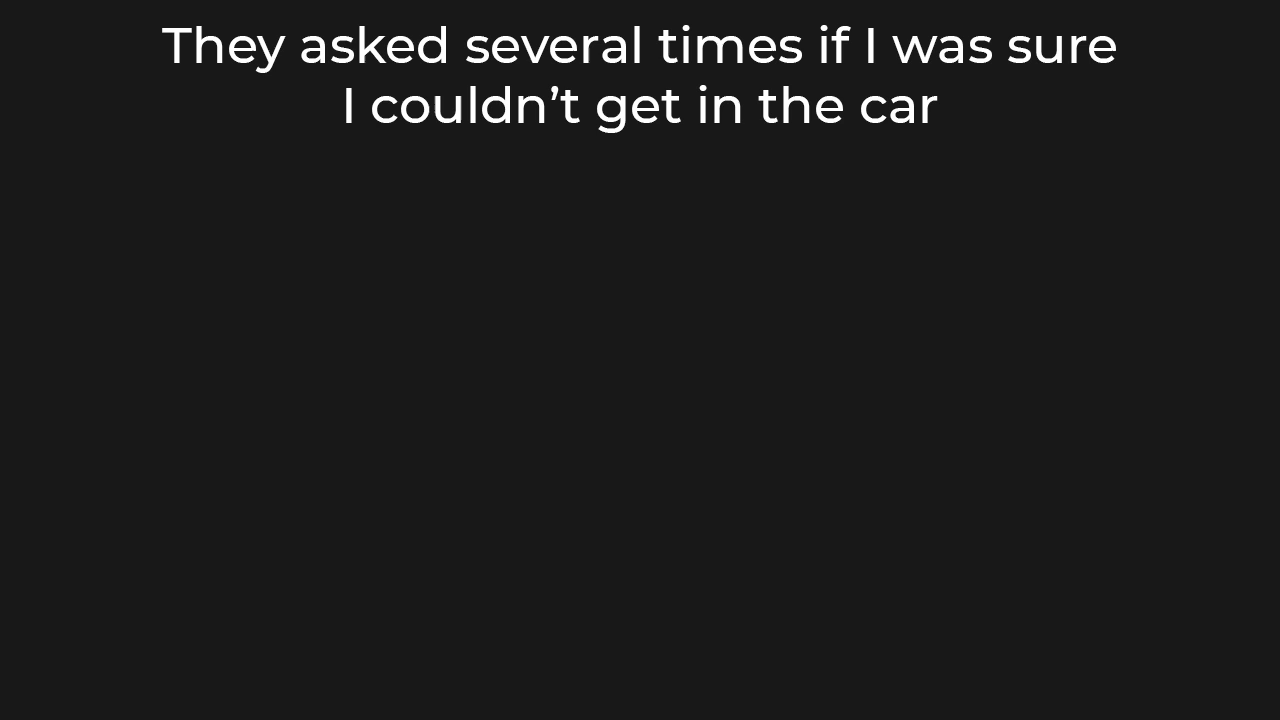 They asked several times if I was sure
I couldn’t get in the car